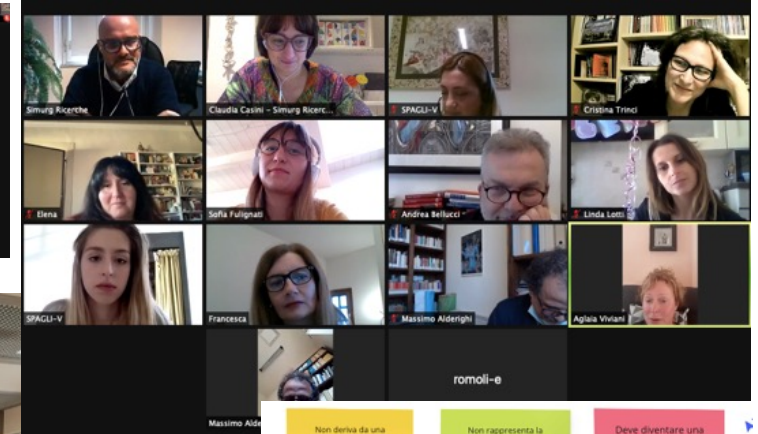 Simurg Ricerche
Claudia Casini - Simurg Ricerc...
SPAGLI-V
Cristina Trinci
Elena
Sofia Fulignati
Andrea Bellucci
Linda Lotti
SPAGLI-V
Francesca
Massimo Alderighi
Aglaia Viviani
Massimo Alde
romoli-e
Non deriva da una
Non rappresenta la
Deve diventare una